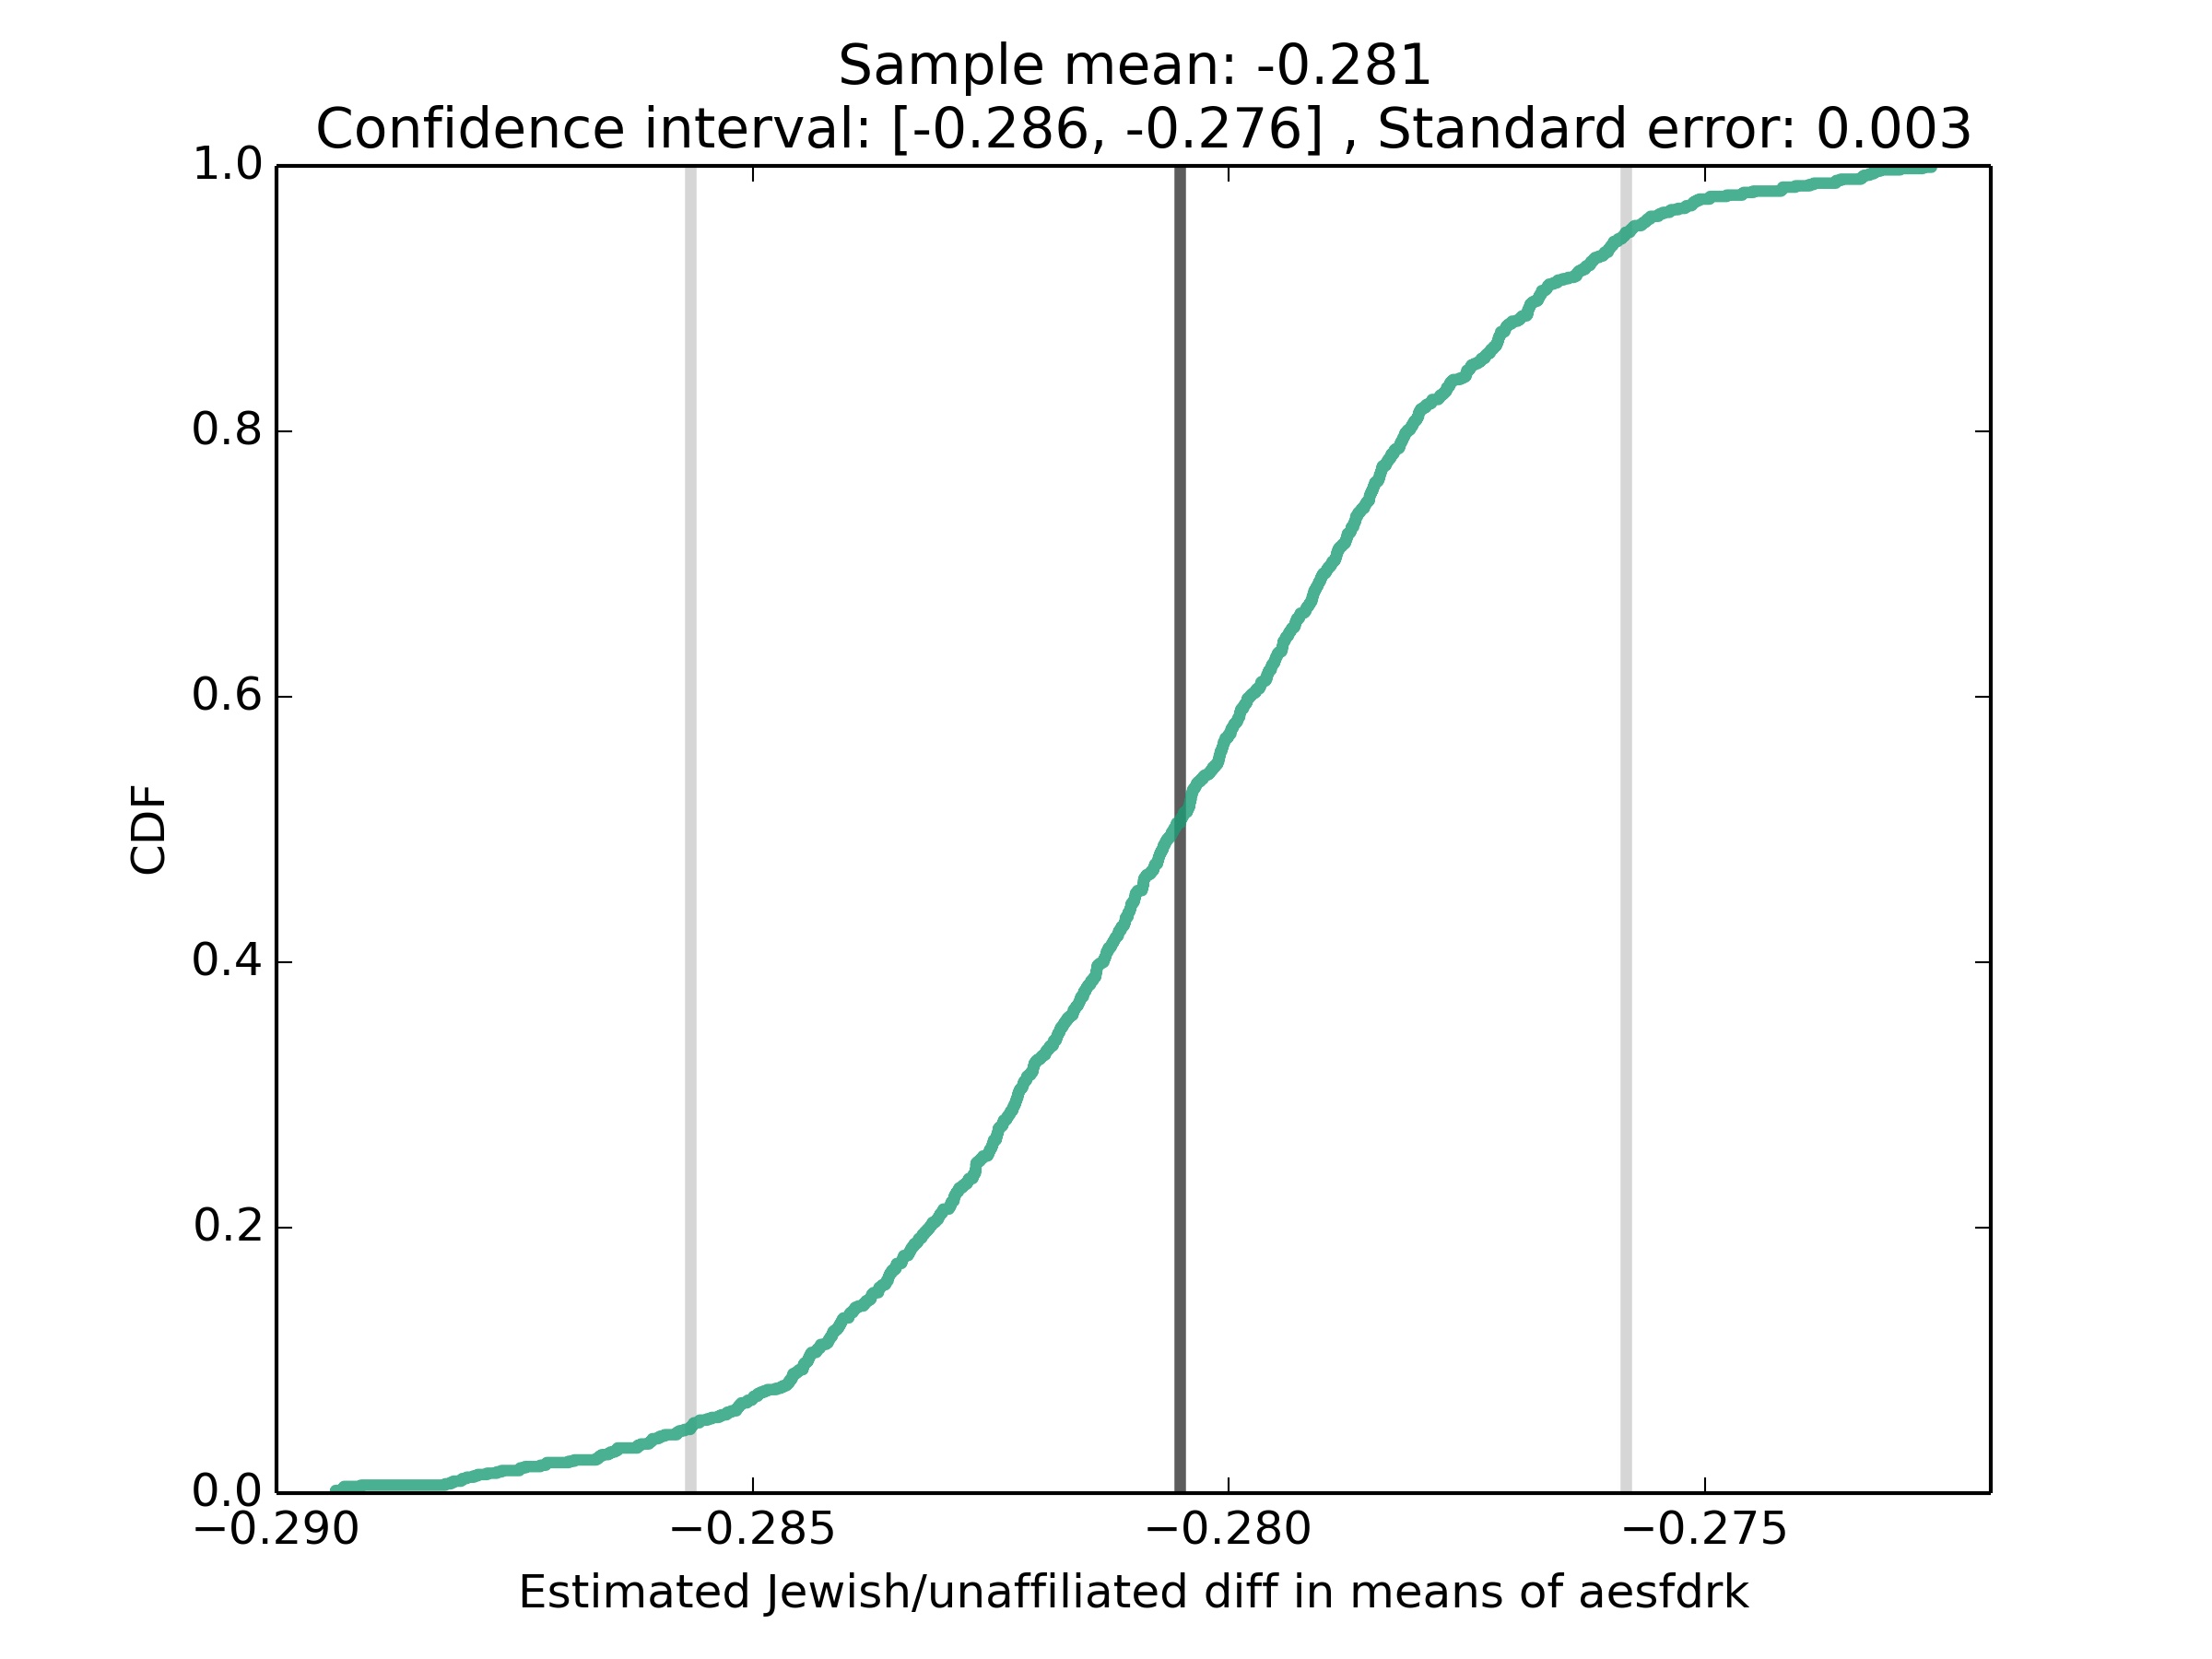 Sample mean: -0.281
Confidence interval: [-0.286, -0.276] , Standard error: 0.003
1.0
0.8
0.6
0.4
0.2
0.0
CDF
−0.290 −0.285 −0.280 −0.275
Estimated Jewish/unaffiliated diff in means of aesfdrk